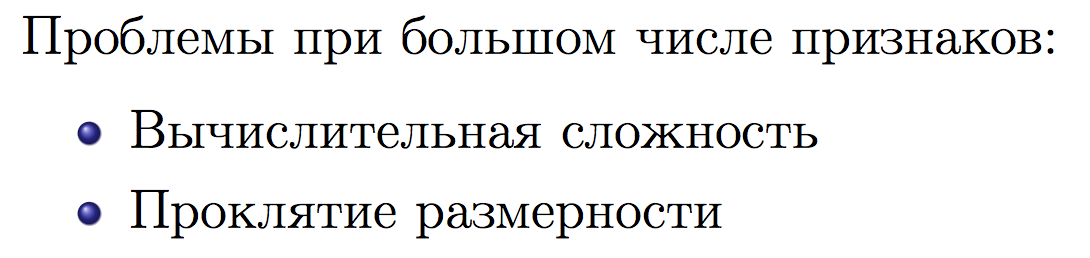 Проблемы при большом числе признаков:
Вычислительная сложность
Проклятие размерности